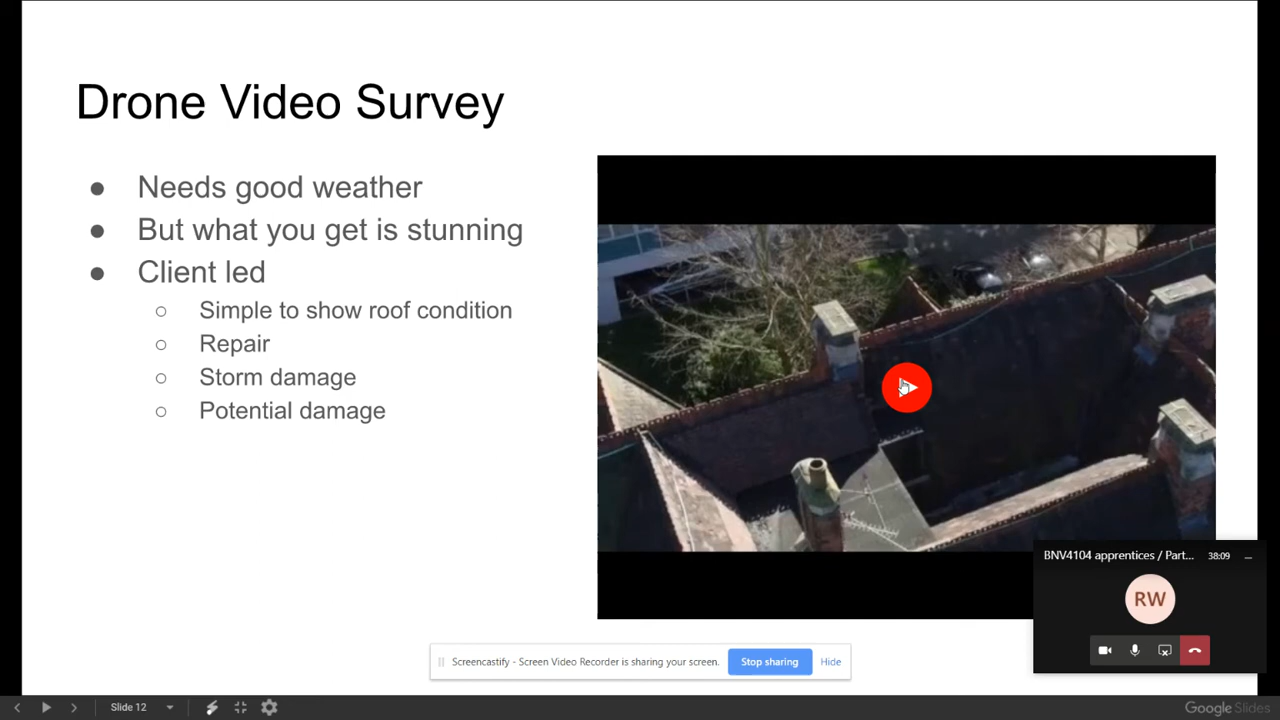 Drone Video Survey
● Needs good weather
● But what you get is stunning
● Client led
○ Simple to show roof condition
○ Repair
○ Storm damage
○ Potential damage
BNV4104 apprentices / Part... 38:09
RW
Screencastify - Screen Video Recorder is sharing your screen. Stop sharing Hide
Slide 12
Google Slides